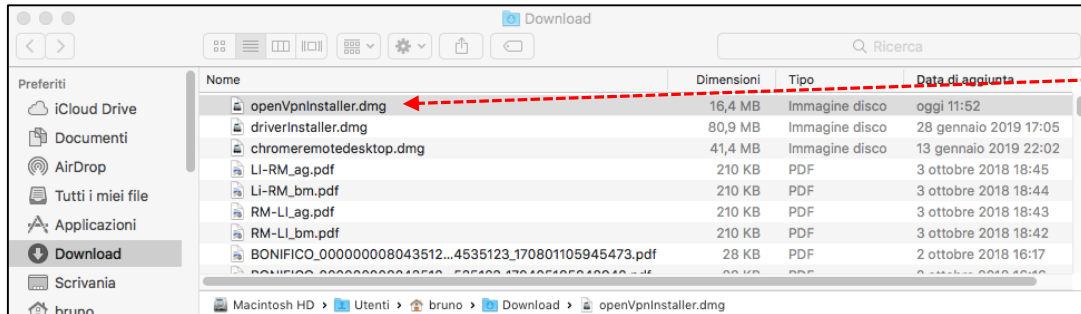 Download
Ricerca
Preferiti
iCloud Drive
Documenti
AirDrop
Tutti i miei file
Applicazioni
Download
Scrivania
bruno
Nome Dimensioni Tipo Data di aggiunta
openVpnInstaller.dmg 16,4 MB Immagine disco oggi 11:52
driverInstaller.dmg 80,9 MB Immagine disco 28 gennaio 2019 17:05
chromeremotedesktop.dmg 41,4 MB Immagine disco 13 gennaio 2019 22:02
LI-RM_ag.pdf 210 KB PDF 3 ottobre 2018 18:45
Li-RM_bm.pdf 210 KB PDF 3 ottobre 2018 18:44
RM-LI_ag.pdf 210 KB PDF 3 ottobre 2018 18:43
RM-LI_bm.pdf 210 KB PDF 3 ottobre 2018 18:42
BONIFICO_000000008043512...4535123_170801105945473.pdf 28 KB PDF 2 ottobre 2018 16:17
Macintosh HD › Utenti › bruno › Download › openVpnInstaller.dmg